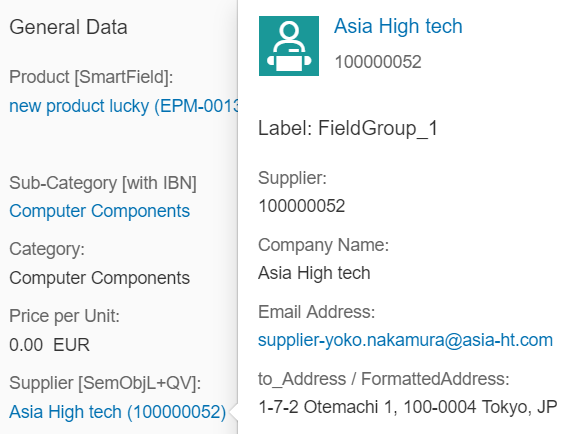 General Data
Product [SmartField]:
new product lucky (EPM-0013
Sub-Category [with IBN]
Computer Components
Category:
Computer Components
Price per Unit:
0.00 EUR
Supplier [SemObjL+QV]:
Asia High tech (100000052)
Asia High tech
100000052
Label: FieldGroup_1
Supplier:
100000052
Company Name:
Asia High tech
Email Address:
supplier-yoko.nakamura@asia-ht.com
to_Address / FormattedAddress:
1-7-2 Otemachi 1, 100-0004 Tokyo, JP